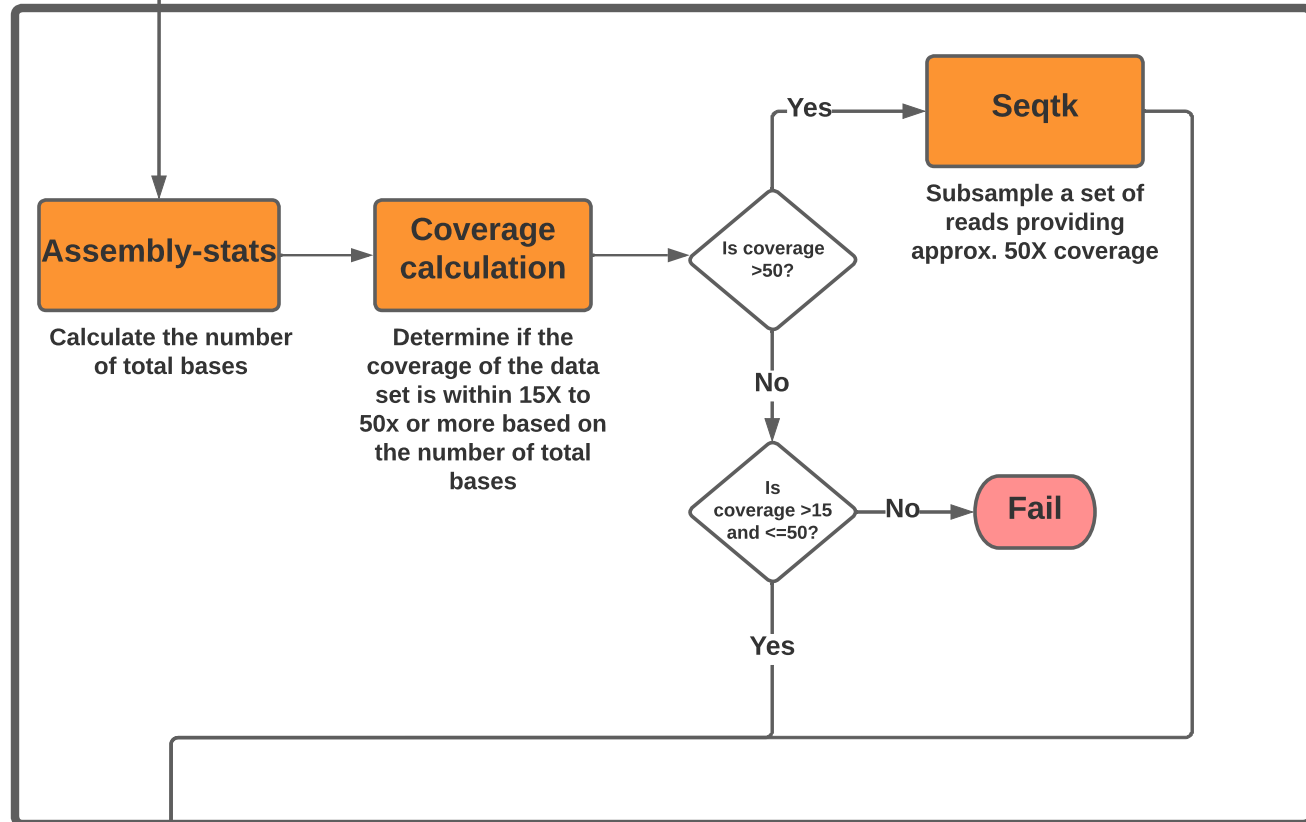 Assembly-stats
Calculate the number
of total bases
Coverage
calculation
Determine if the
coverage of the data
set is within 15X to
50x or more based on
the number of total
bases
Is coverage
>50?
Yes
Seqtk
Subsample a set of
reads providing
approx. 50X coverage
No
Is
coverage >15
and <=50?
No
Fail
Yes